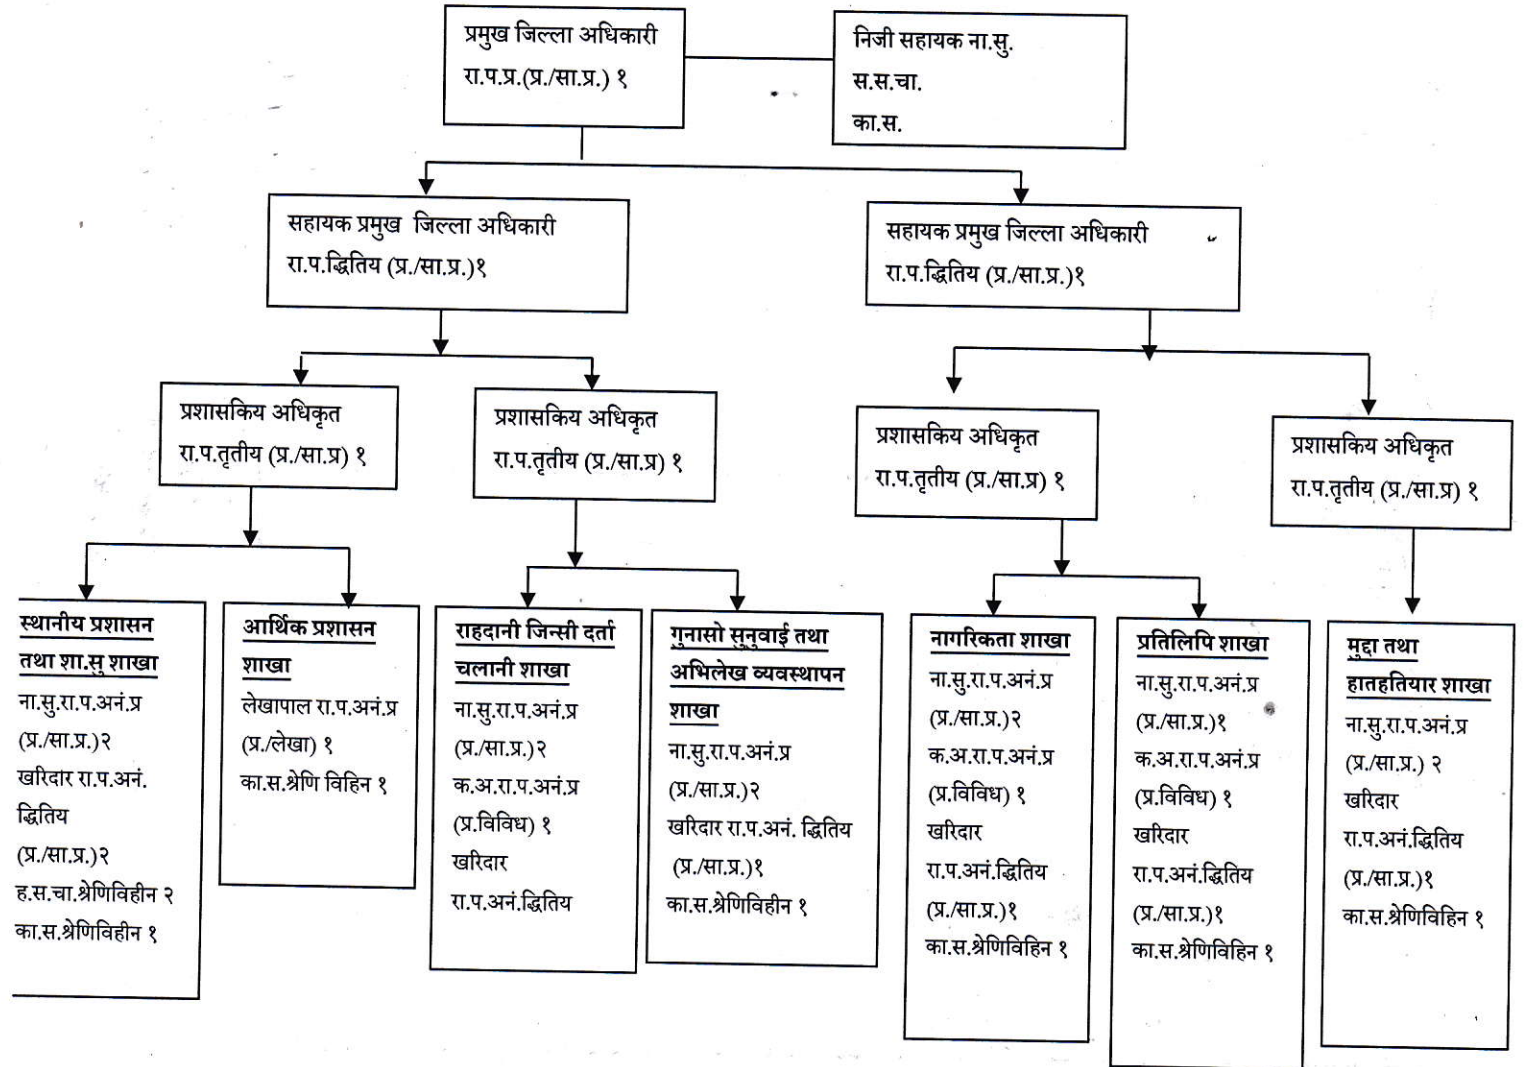 प्रमुख जिल्ला अधिकारी
रा.प.प्र.(प्र./सा.प्र.) १
निजी सहायक ना.सु.
स.स.चा.
का.स.
सहायक प्रमुख जिल्ला अधिकारी
रा.प.द्धितिय (प्र./सा.प्र.)१
सहायक प्रमुख जिल्ला अधिकारी
रा.प.द्धितिय (प्र./सा.प्र.)१
प्रशासकिय अधिकृत
रा.प.तृतीय (प्र./सा.प्र) १
प्रशासकिय अधिकृत
रा.प.तृतीय (प्र./सा.प्र) १
प्रशासकिय अधिकृत
रा.प.तृतीय (प्र./सा.प्र) १
प्रशासकिय अधिकृत
रा.प.तृतीय (प्र./सा.प्र) १
स्थानीय प्रशासन
तथा शा.सु शाखा
ना.सु.रा.प.अनं.प्र
(प्र./सा.प्र.)२
खरिदार रा.प.अनं.
द्धितिय
(प्र./सा.प्र.)२
ह.स.चा.श्रेणिविहीन २
का.स.श्रेणिविहीन १
आर्थिक प्रशासन
शाखा
लेखापाल रा.प.अनं.प्र
(प्र./लेखा) १
का.स.श्रेणि विहिन १
राहदानी जिन्सी दर्ता
चलानी शाखा
ना.सु.रा.प.अनं.प्र
(प्र./सा.प्र.)२
क.अ.रा.प.अनं.प्र
(प्र.विविध) १
खरिदार
रा.प.अनं.द्धितिय
गुनासो सुनुवाई तथा
अभिलेख व्यवस्थापन
शाखा
ना.सु.रा.प.अनं.प्र
(प्र./सा.प्र.)२
खरिदार रा.प.अनं. द्धितिय
(प्र./सा.प्र.)१
का.स.श्रेणिविहीन १
नागरिकता शाखा
ना.सु.रा.प.अनं.प्र
(प्र./सा.प्र.)२
क.अ.रा.प.अनं.प्र
(प्र.विविध) १
खरिदार
रा.प.अनं.द्धितिय
(प्र./सा.प्र.)१
का.स.श्रेणिविहिन १
प्रतिलिपि शाखा
ना.सु.रा.प.अनं.प्र
(प्र./सा.प्र.)१
क.अ.रा.प.अनं.प्र
(प्र.विविध) १
खरिदार
रा.प.अनं.द्धितिय
(प्र./सा.प्र.)१
का.स.श्रेणिविहिन १
मुद्दा तथा
हातहतियार शाखा
ना.सु.रा.प.अनं.प्र
(प्र./सा.प्र.) २
खरिदार
रा.प.अनं.द्धितिय
(प्र./सा.प्र.)१
का.स.श्रेणिविहिन १